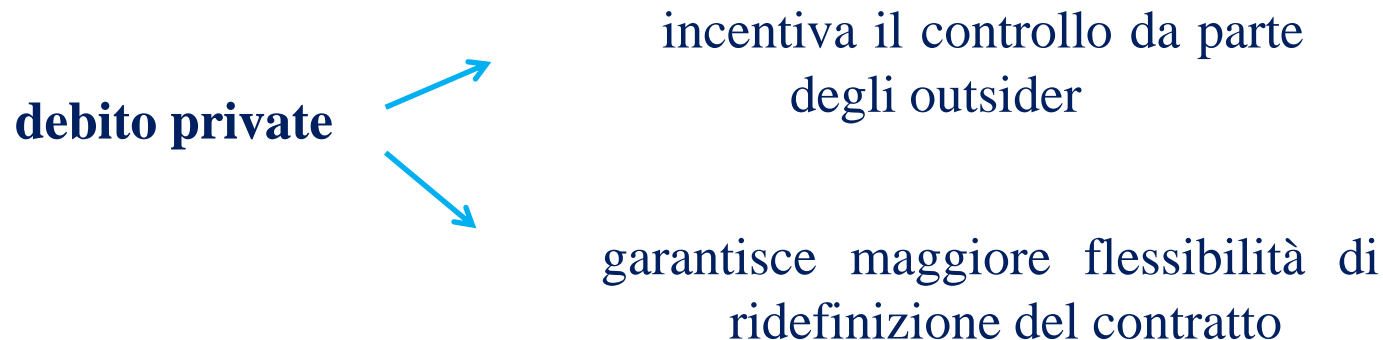 incentiva il controllo da parte
degli outsider
debito private
garantisce maggiore flessibilità di
ridefinizione del contratto